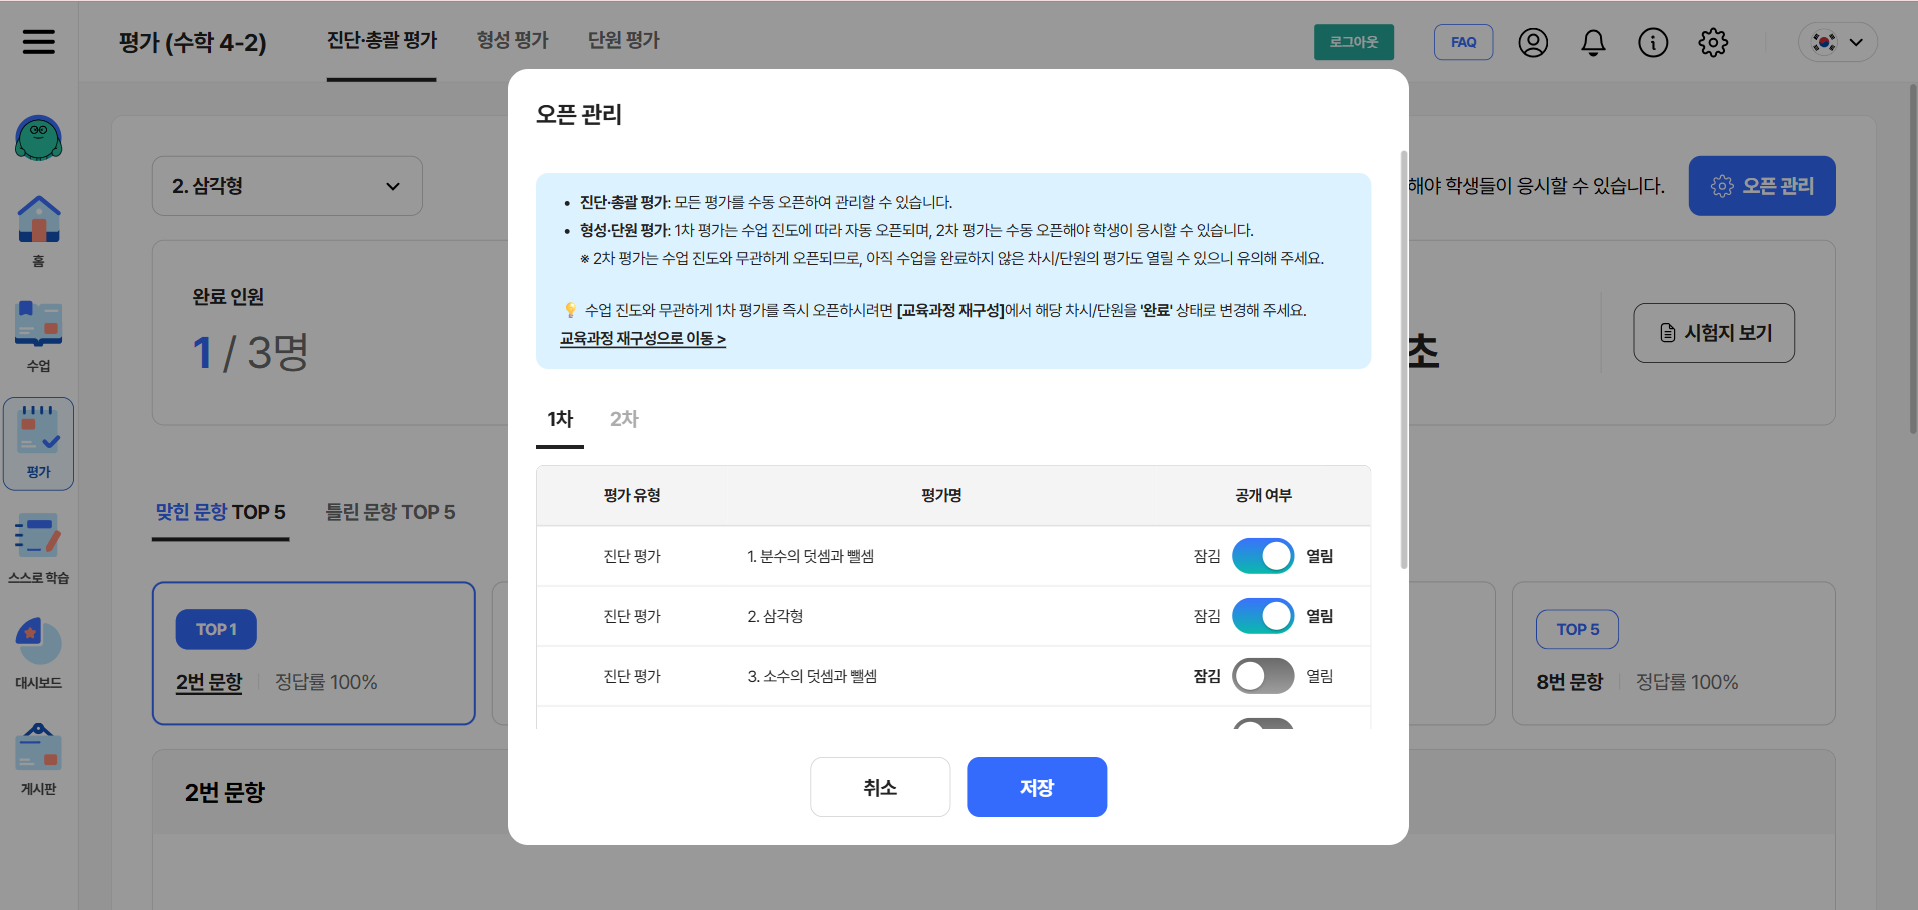 평가 (수학 4-2)
진단·총괄 평가
형성 평가
단원 평가
로그아웃
FAQ
홈
수업
평가
스스로 학습
대시보드
게시판
2. 삼각형
해야 학생들이 응시할 수 있습니다.
오픈 관리
완료 인원
1 / 3명
초
시험지 보기
맞힌 문항 TOP 5
틀린 문항 TOP 5
TOP 1
2번 문항
정답률 100%
TOP 5
8번 문항
정답률 100%
2번 문항
오픈 관리
• 진단·총괄 평가: 모든 평가를 수동 오픈하여 관리할 수 있습니다.
• 형성·단원 평가: 1차 평가는 수업 진도에 따라 자동 오픈되며, 2차 평가는 수동 오픈해야 학생이 응시할 수 있습니다.
※ 2차 평가는 수업 진도와 무관하게 오픈되므로, 아직 수업을 완료하지 않은 차시/단원의 평가도 열릴 수 있으니 유의해 주세요.
수업 진도와 무관하게 1차 평가를 즉시 오픈하시려면 [교육과정 재구성]에서 해당 차시/단원을 '완료' 상태로 변경해 주세요.
교육과정 재구성으로 이동 >
1차
2차
평가 유형
평가명
공개 여부
진단 평가
1. 분수의 덧셈과 뺄셈
잠김
열림
진단 평가
2. 삼각형
잠김
열림
진단 평가
3. 소수의 덧셈과 뺄셈
잠김
열림
취소
저장